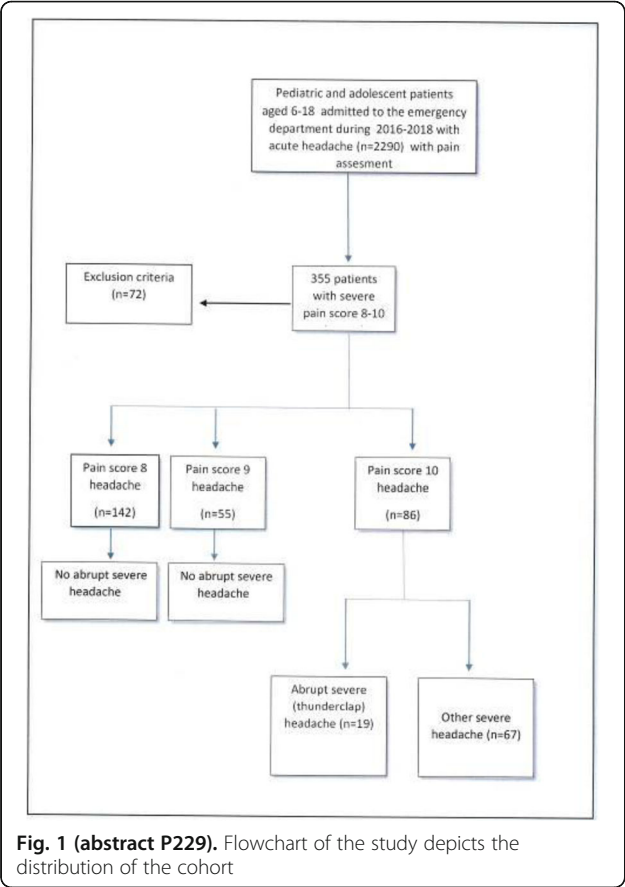 Pediatric and adolescent patients
aged 6-18 admitted to the emergency
department during 2016-2018 with
acute headache (n=2290) with pain
assesment
Exclusion criteria
(n=72)
355 patients
with severe
pain score 8-10
Pain score 8
headache
(n=142)
Pain score 9
headache
(n=55)
Pain score 10
headache
(n=86)
No abrupt severe
headache
No abrupt severe
headache
Abrupt severe
(thunderclap)
headache (n=19)
Other severe
headache (n=67)
Fig. 1 (abstract P229). Flowchart of the study depicts the
distribution of the cohort